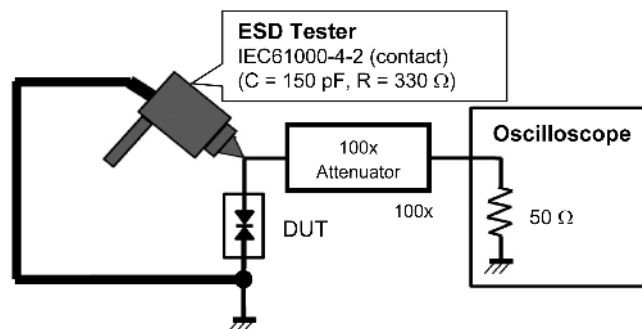 ESD Tester
IEC61000-4-2 (contact)
(C = 150 pF, R = 330 Ω)
Oscilloscope
100x
Attenuator
100x
50 Ω
DUT